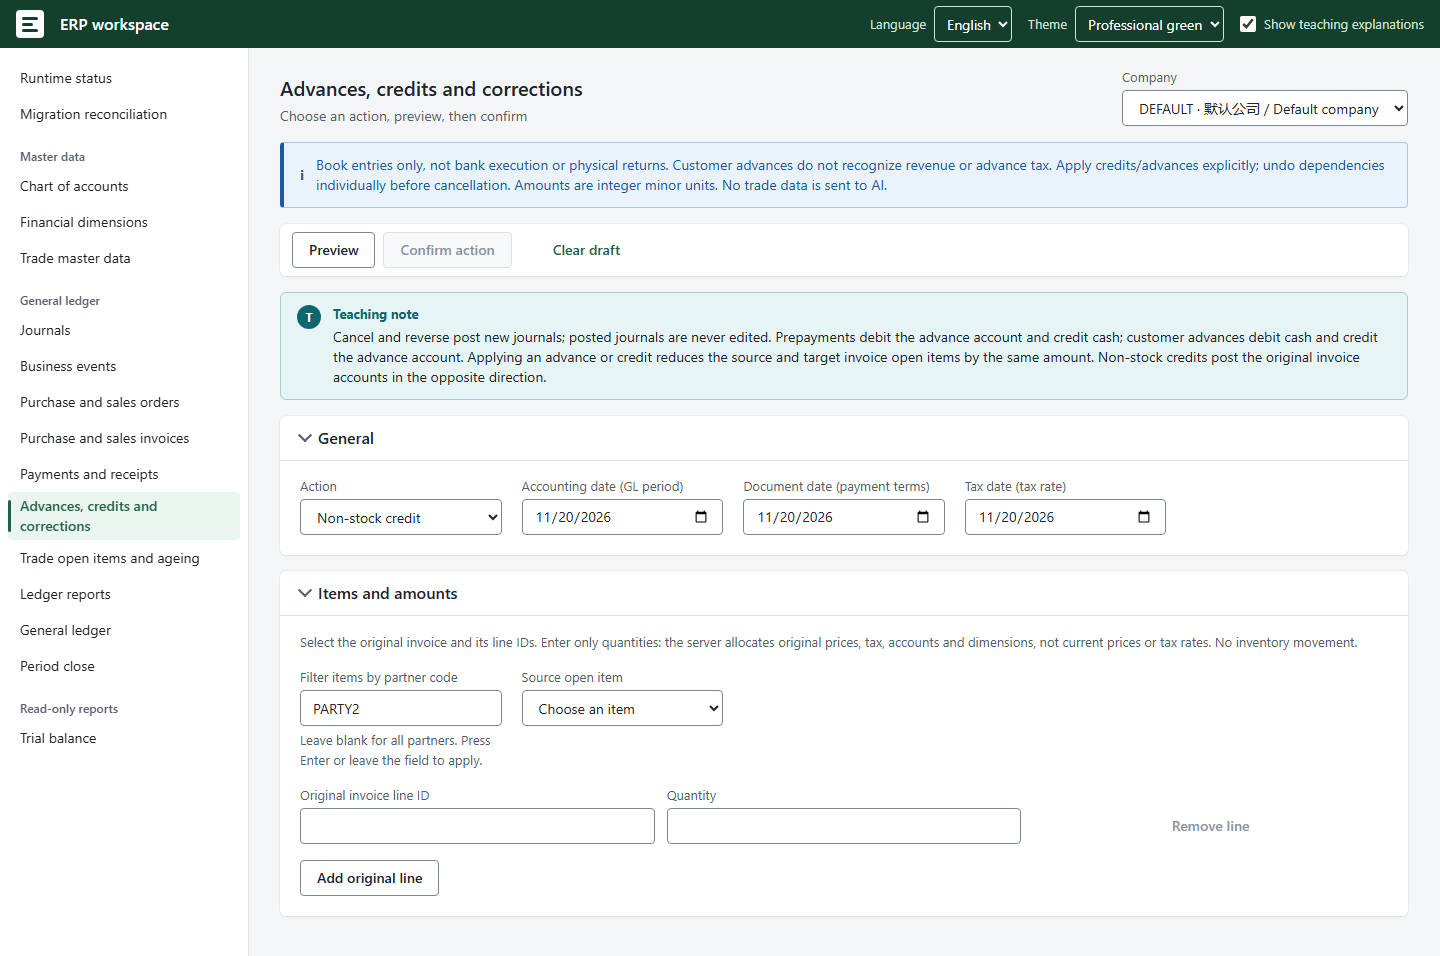 ERP workspace
Language
English
Theme
Professional green
Show teaching explanations
Runtime status
Migration reconciliation
Master data
Chart of accounts
Financial dimensions
Trade master data
General ledger
Journals
Business events
Purchase and sales orders
Purchase and sales invoices
Payments and receipts
Advances, credits and
corrections
Trade open items and ageing
Ledger reports
General ledger
Period close
Read-only reports
Trial balance
Advances, credits and corrections
Choose an action, preview, then confirm
Company
DEFAULT · 默认公司 / Default company
i
Book entries only, not bank execution or physical returns. Customer advances do not recognize revenue or advance tax. Apply credits/advances explicitly; undo dependencies
individually before cancellation. Amounts are integer minor units. No trade data is sent to AI.
Preview
Confirm action
Clear draft
T
Teaching note
Cancel and reverse post new journals; posted journals are never edited. Prepayments debit the advance account and credit cash; customer advances debit cash and credit
the advance account. Applying an advance or credit reduces the source and target invoice open items by the same amount. Non-stock credits post the original invoice
accounts in the opposite direction.
General
Action
Non-stock credit
Accounting date (GL period)
11/20/2026
Document date (payment terms)
11/20/2026
Tax date (tax rate)
11/20/2026
Items and amounts
Select the original invoice and its line IDs. Enter only quantities: the server allocates original prices, tax, accounts and dimensions, not current prices or tax rates. No inventory movement.
Filter items by partner code
PARTY2
Leave blank for all partners. Press
Enter or leave the field to apply.
Source open item
Choose an item
Original invoice line ID
Quantity
Remove line
Add original line